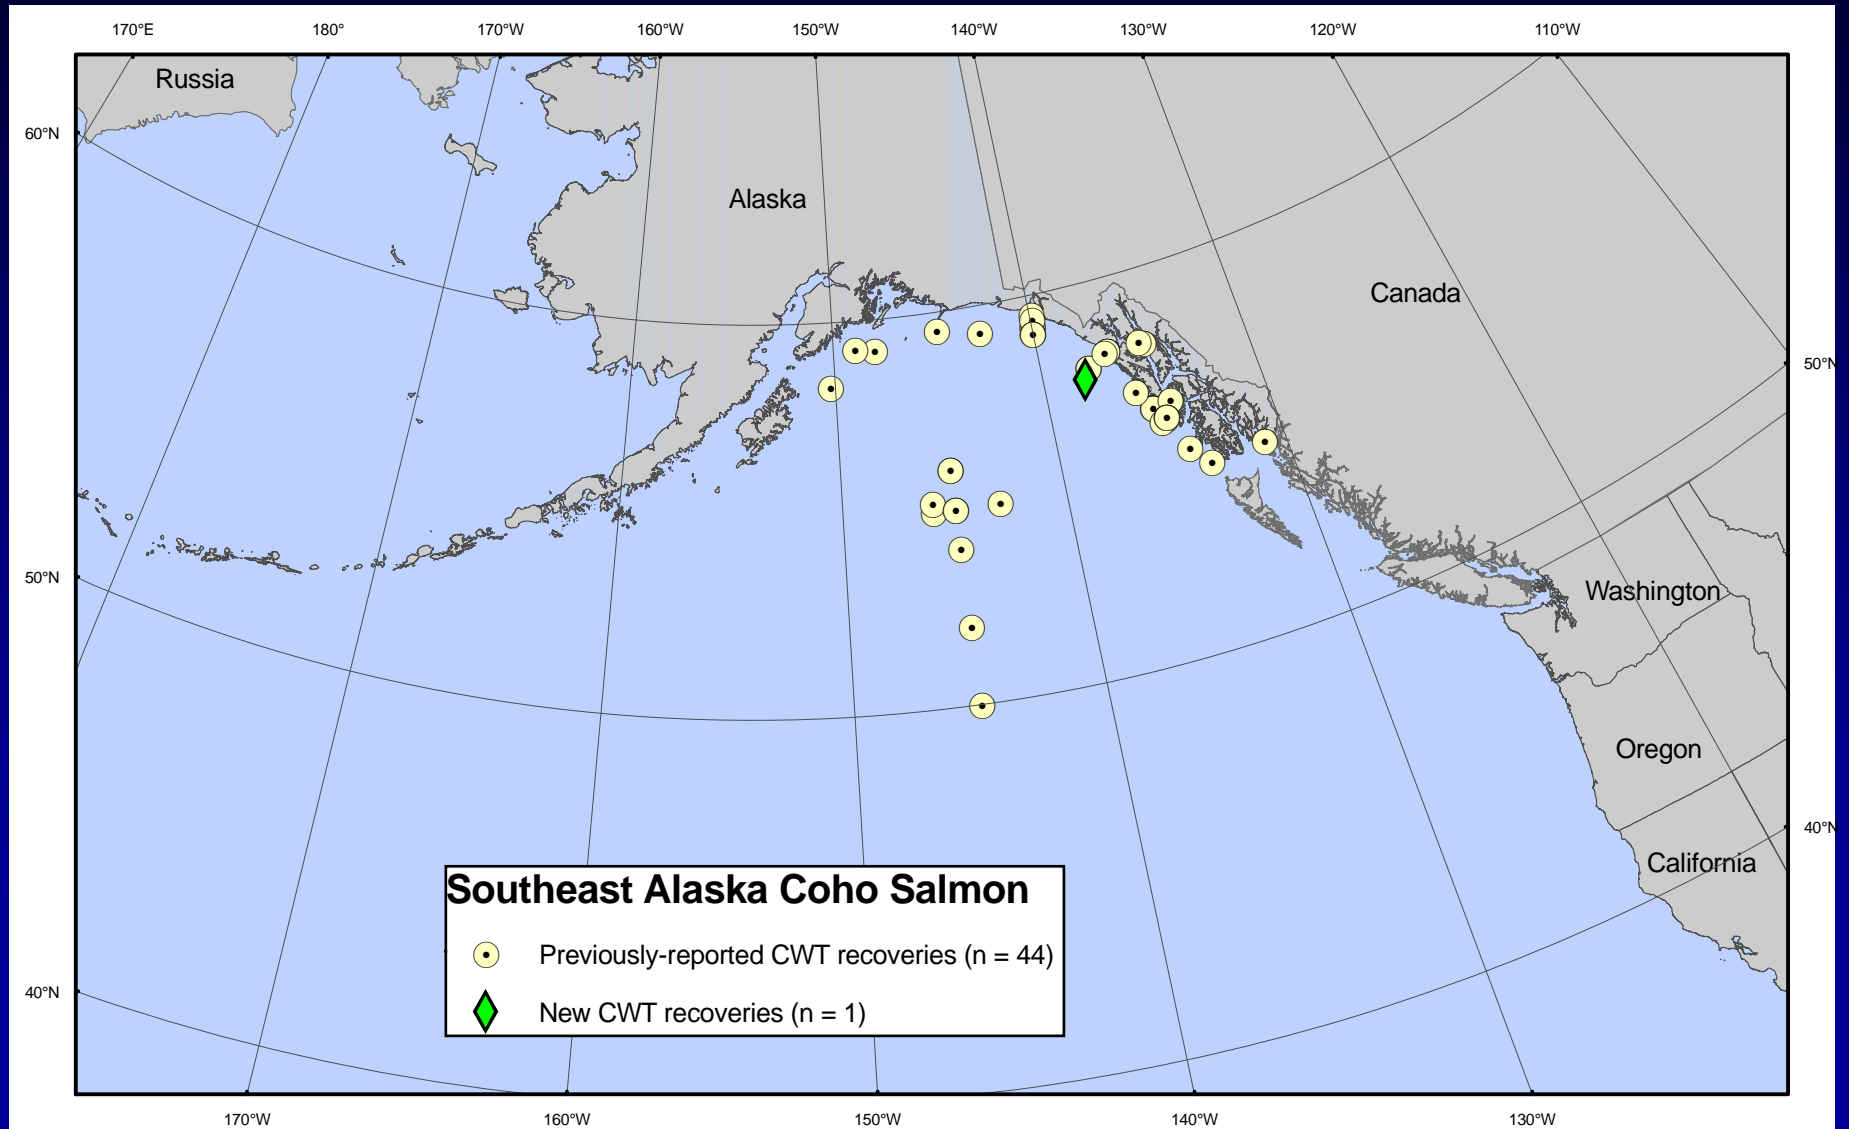 170°E 180° 170°W 160°W 150°W 140°W 130°W 120°W 110°W
Russia
60°N
Alaska
Canada
50°N
50°N
Washington
Oregon
40°N
California
Southeast Alaska Coho Salmon
Previously-reported CWT recoveries (n = 44)
New CWT recoveries (n = 1)
40°N
170°W 160°W 150°W 140°W 130°W